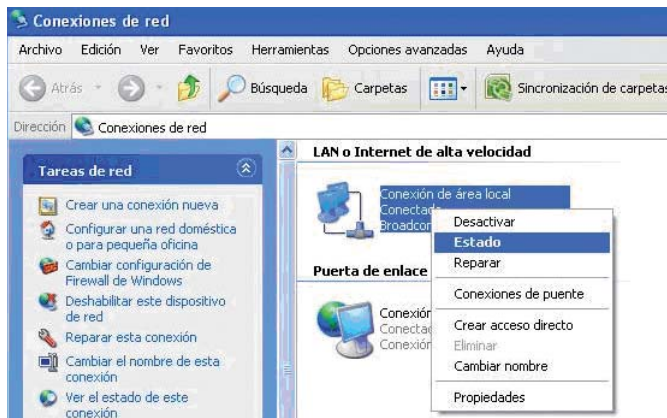 Conexiones de red
Archivo Edición Ver Favoritos Herramientas Opciones avanzadas Ayuda
Atrás Búsqueda Carpetas Sincronización de carpetas
Dirección Conexiones de red
Tareas de red
Crear una conexión nueva
Configurar una red doméstica
o para pequeña oficina
Cambiar configuración de
Firewall de Windows
Deshabilitar este dispositivo
de red
Reparar esta conexión
Cambiar el nombre de esta
conexión
Ver el estado de este
conexión
LAN o Internet de alta velocidad
Conexión de área local
Conectado
Broadcom
Puerta de enlace
Conexión
Conectado
Conexión
Desactivar
Estado
Reparar
Conexiones de puente
Crear acceso directo
Eliminar
Cambiar nombre
Propiedades